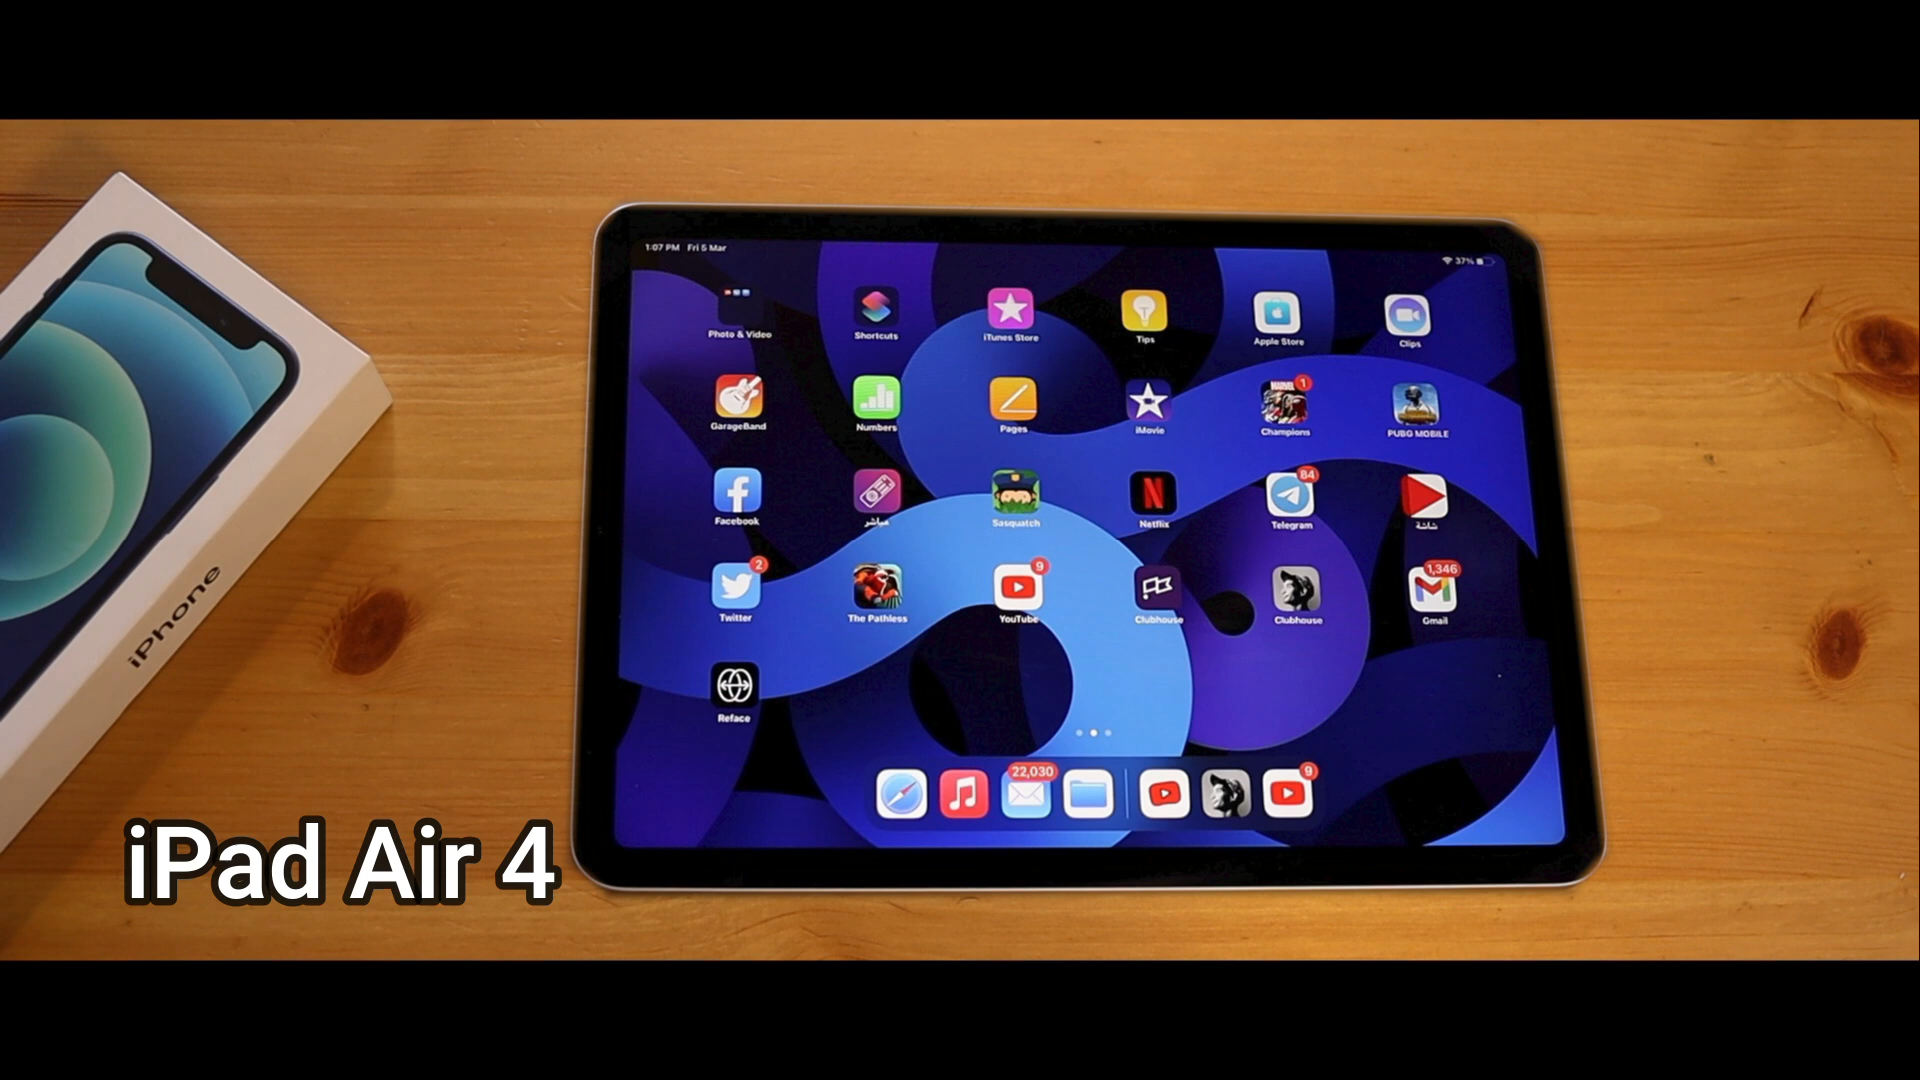 1:07 PM Fri 5 Mar
37%
Photo & Video
Shortcuts
iTunes Store
Tips
Apple Store
Clips
GarageBand
Numbers
Pages
iMovie
MARVEL
1
Champions
PUBG MOBILE
Facebook
مباشر
Sasquatch
Netflix
84
Telegram
شاشة
2
Twitter
The Pathless
9
YouTube
Clubhouse
Clubhouse
1,346
Gmail
Reface
22,030
9
iPhone
iPad Air 4